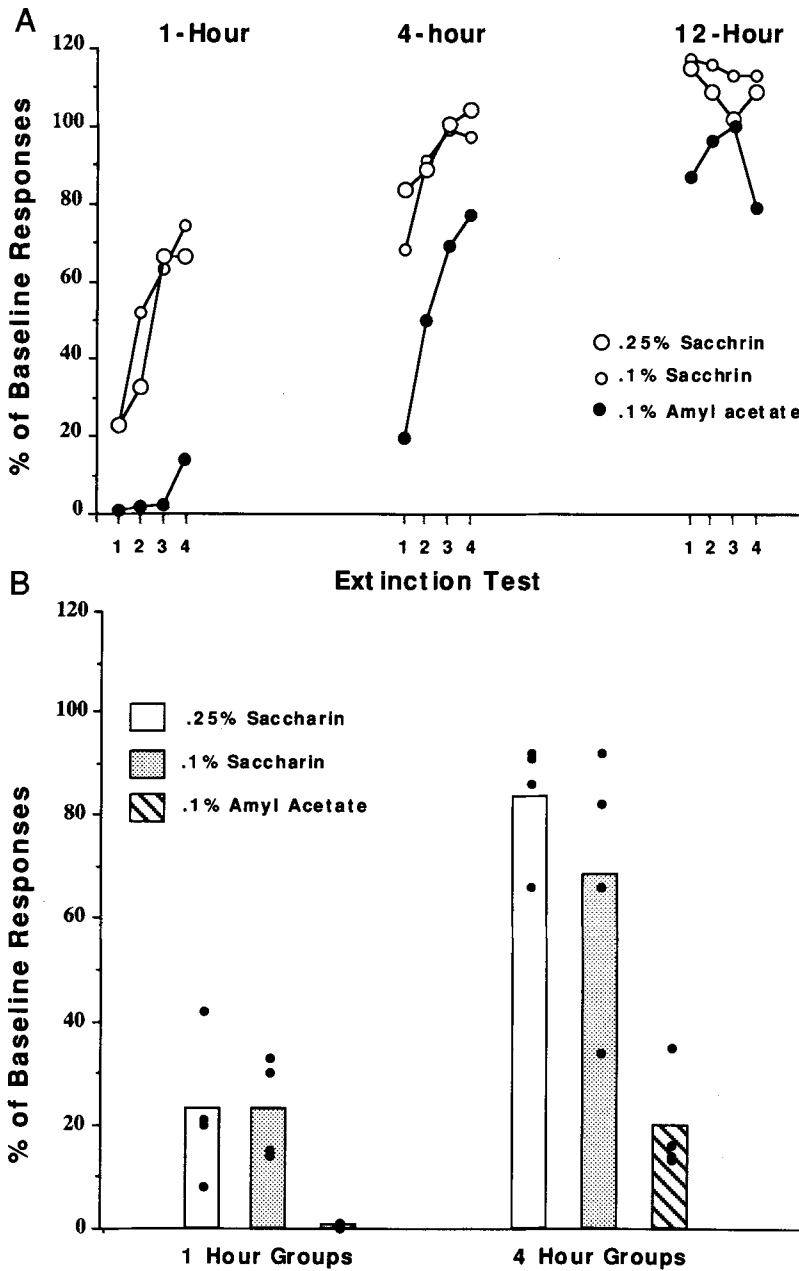 A
1-Hour 4-hour 12-Hour
120
100
80
60
40
20
0
% of Baseline Responses
.25% Sacchrin
.1% Sacchrin
.1% Amyl acetate
1 2 3 4 1 2 3 4 1 2 3 4
Extinction Test
B
120
100
80
60
40
20
0
% of Baseline Responses
.25% Saccharin
.1% Saccharin
.1% Amyl Acetate
1 Hour Groups 4 Hour Groups